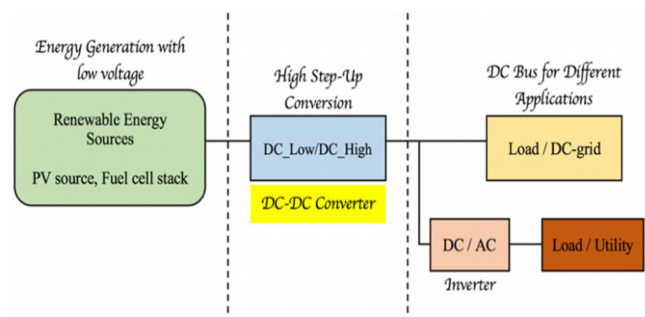 Energy Generation with
low voltage
Renewable Energy
Sources
PV source, Fuel cell stack
High Step-Up
Conversion
DC_Low/DC_High
DC-DC Converter
DC Bus for Different
Applications
Load / DC-grid
DC / AC
Inverter
Load / Utility